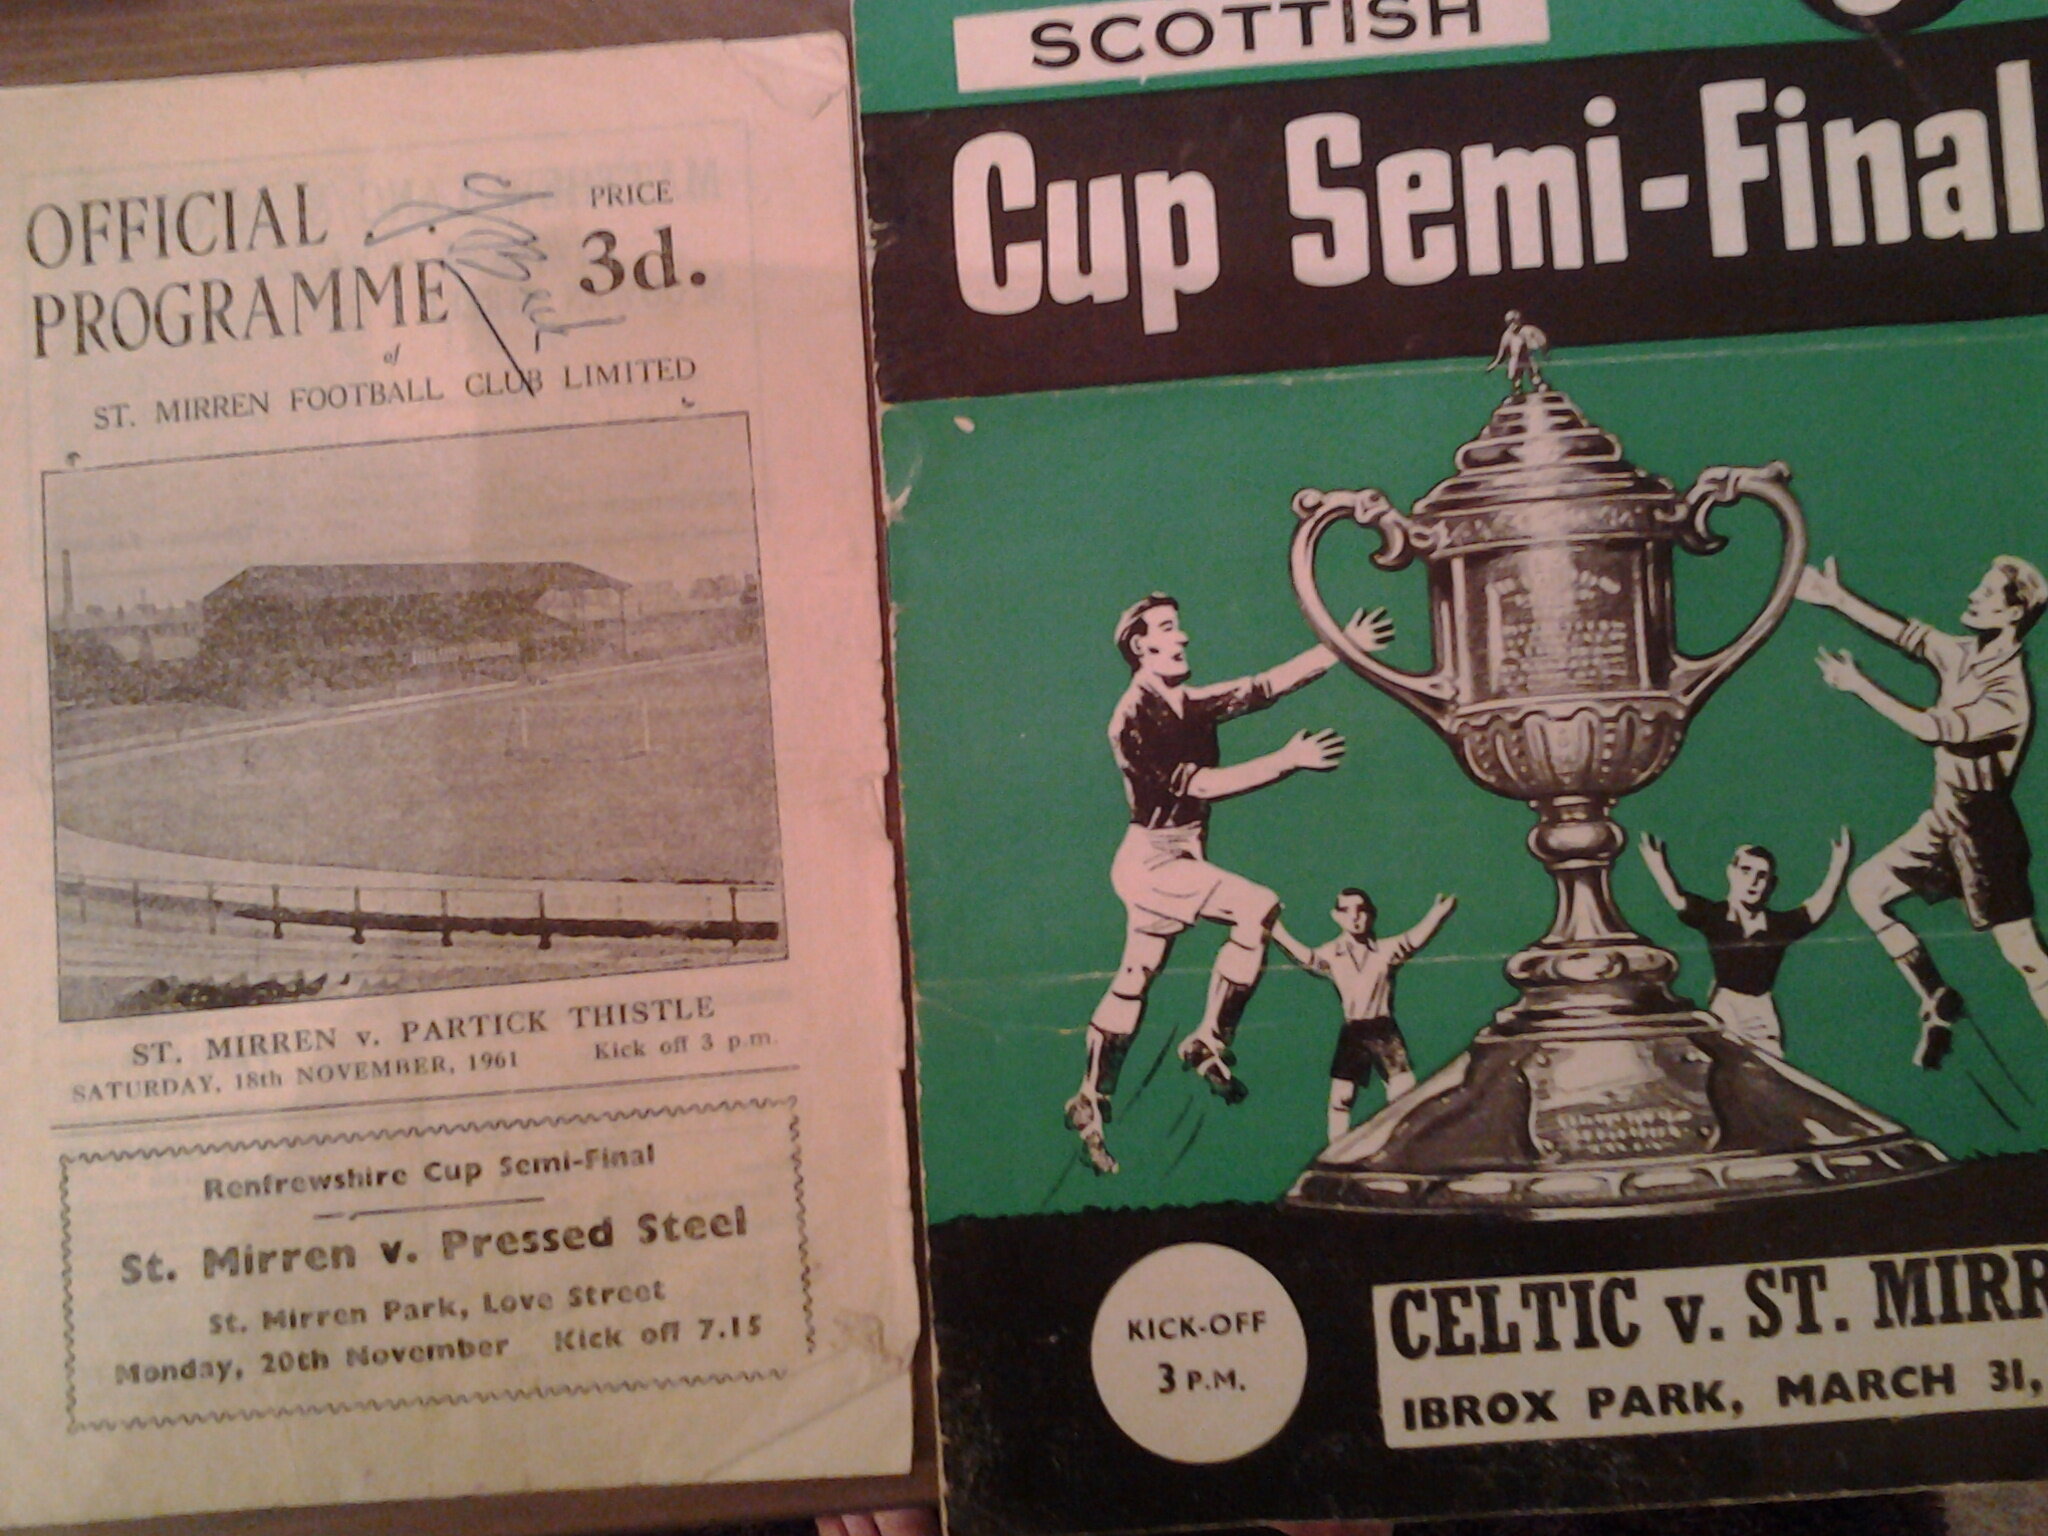 OFFICIAL
PROGRAMME
PRICE
3d.
of
ST. MIRREN FOOTBALL CLUB LIMITED
ST. MIRREN v. PARTICK THISTLE
SATURDAY, 18th NOVEMBER, 1961 Kick off 3 p.m.
Renfrewshire Cup Semi-Final
St. Mirren v. Pressed Steel
St. Mirren Park, Love Street
Monday, 20th November Kick off 7.15
SCOTTISH
Cup Semi-Final
KICK-OFF
3 P.M.
CELTIC v. ST. MIRR
IBROX PARK, MARCH 31,